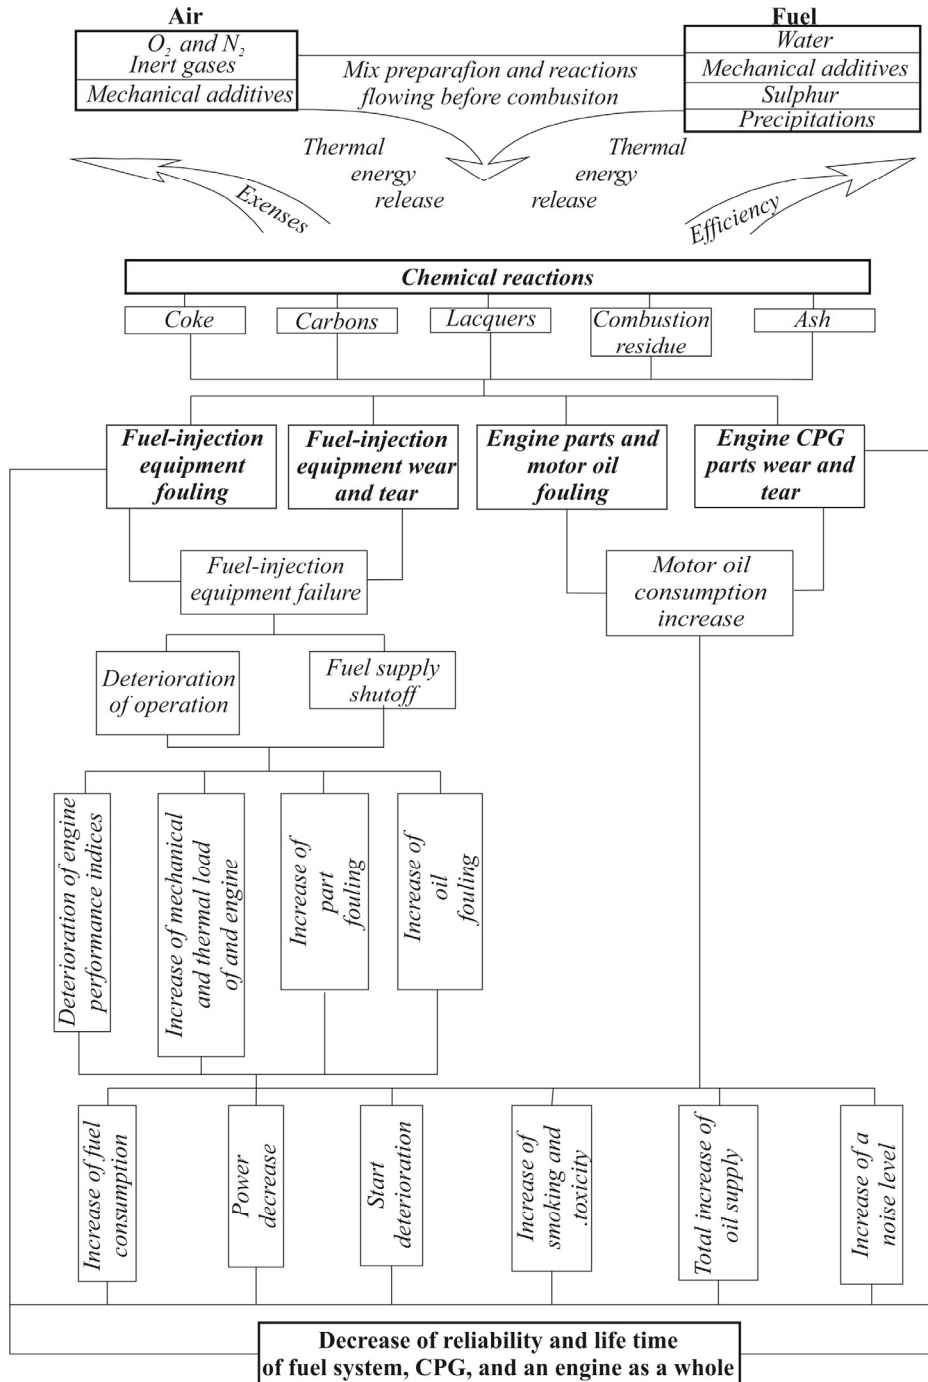 Air
Fuel
O2 and N2
Inert gases
Mechanical additives
Water
Mechanical additives
Sulphur
Precipitations
Mix preparafion and reactions
flowing before combusiton
Thermal
energy
release
Thermal
energy
release
Exenses
Efficiency
Chemical reactions
Coke
Carbons
Lacquers
Combustion
residue
Ash
Fuel-injection
equipment
fouling
Fuel-injection
equipment wear
and tear
Engine parts and
motor oil
fouling
Engine CPG
parts wear and
tear
Fuel-injection
equipment failure
Motor oil
consumption
increase
Deterioration
of operation
Fuel supply
shutoff
Deterioration of engine
performance indices
Increase of mechanical
and thermal load
of and engine
Increase of
part
fouling
Increase of
oil
fouling
Increase of fuel
consumption
Power
decrease
Start
deterioration
Increase of
smoking and
.toxicity
Total increase of
oil supply
Increase of a
noise level
Decrease of reliability and life time
of fuel system, CPG, and an engine as a whole